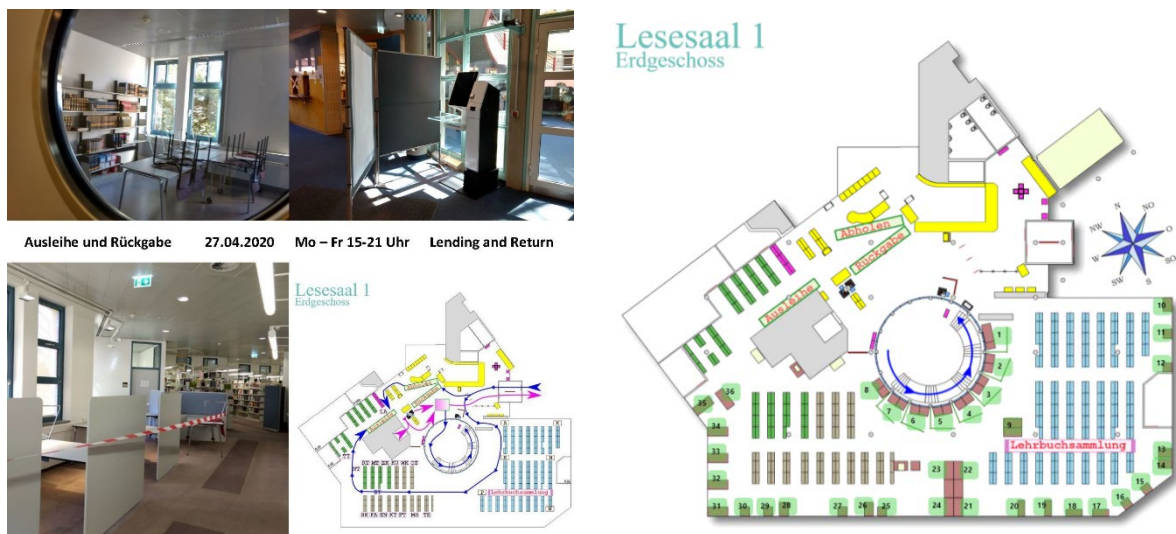 Ausleihe und Rückgabe 27.04.2020 Mo – Fr 15-21 Uhr Lending and Return
Lesesaal 1
Erdgeschoss
Abholen
Lehrbuchsammlung
Lesesaal 1
Erdgeschoss
Abholen
Rückgabe
Ausleihe
N
NO
O
SO
S
SW
W
NW
10
11
12
1
2
3
4
5
6
7
8
9
Lehrbuchsammlung
36
35
34
33
32
31
30
29
28
27
26
25
24
23
22
21
20
19
18
17
16
15
14
13